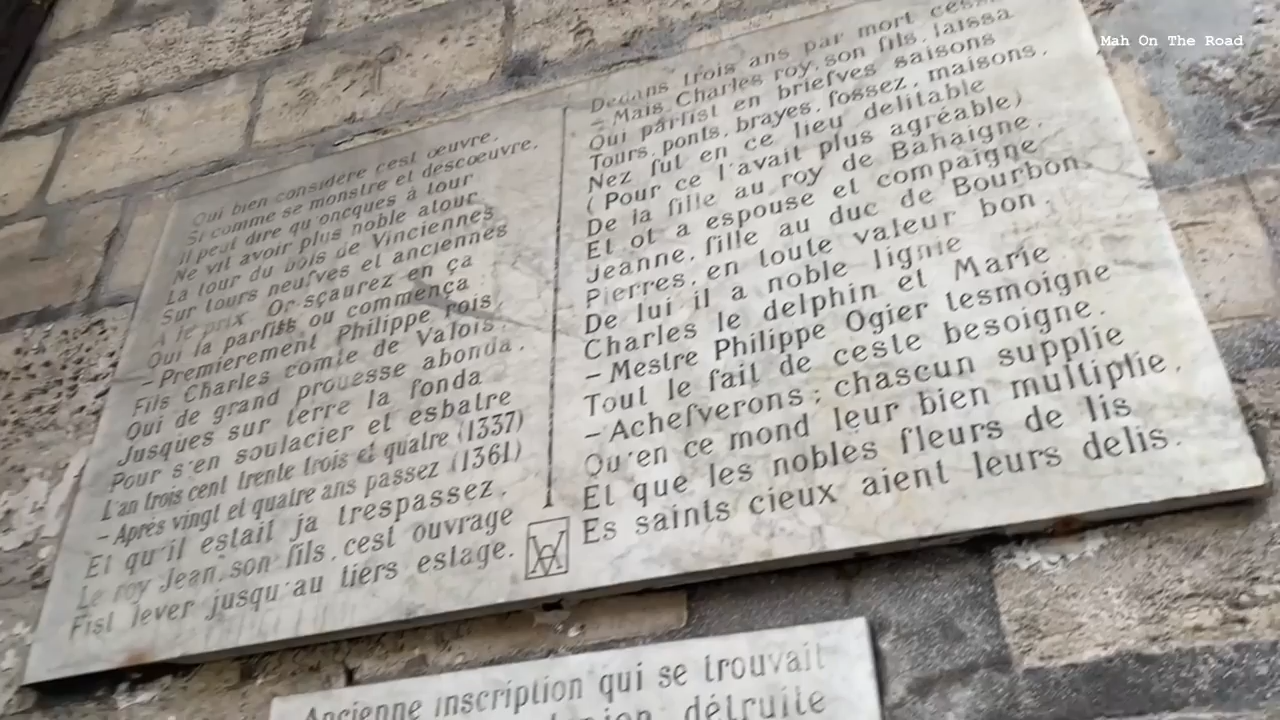 Mah On The Road
Qui bien considère cest œuvre,
Si comme se monstre et descœuvre,
Il peut dire qu'oncques à tour
Ne vit avoir plus noble atour
La tour du bois de Vinciennes
Sur tours neufves et anciennes
A le prix. Or sçaurez en ça
Qui la parfist ou commença
– Premierement Philippe rois,
Fils Charles comte de Valois,
Qui de grand prouesse abonda,
Jusques sur terre la fonda
Pour s'en soulacier et esbatre
L'an trois cent trente trois et quatre (1337)
– Après vingt et quatre ans passez (1361)
Et qu'il estait ja trespassez,
Le roy Jean, son fils, cest ouvrage
Fist lever jusqu'au tiers estage.
Dedans trois ans par mort
– Mais Charles roy, son fils, laissa
Qui parfist en briefves saisons
Tours, ponts, brayes, fossez, maisons.
Nez fut en ce lieu delitable
(Pour ce l'avait plus agréable)
De la fille au roy de Bahaigne.
Et ot a espouse et compaigne
Jeanne, fille au duc de Bourbon,
Pierres, en toute valeur bon.
De lui il a noble lignie
Charles le delphin et Marie
– Mestre Philippe Ogier tesmoigne
Tout le fait de ceste besoigne.
– Achefverons; chascun supplie
Qu'en ce mond leur bien multiplie,
Et que les nobles fleurs de lis
Es saints cieux aient leurs delis.
Ancienne inscription qui se trouvait
détruite